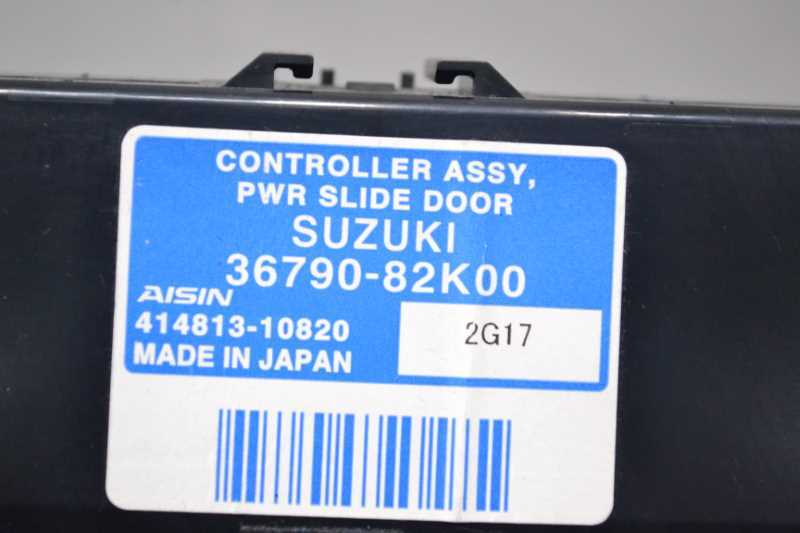 CONTROLLER ASSY,
PWR SLIDE DOOR
SUZUKI
36790-82K00
AISIN
414813-10820
2G17
MADE IN JAPAN